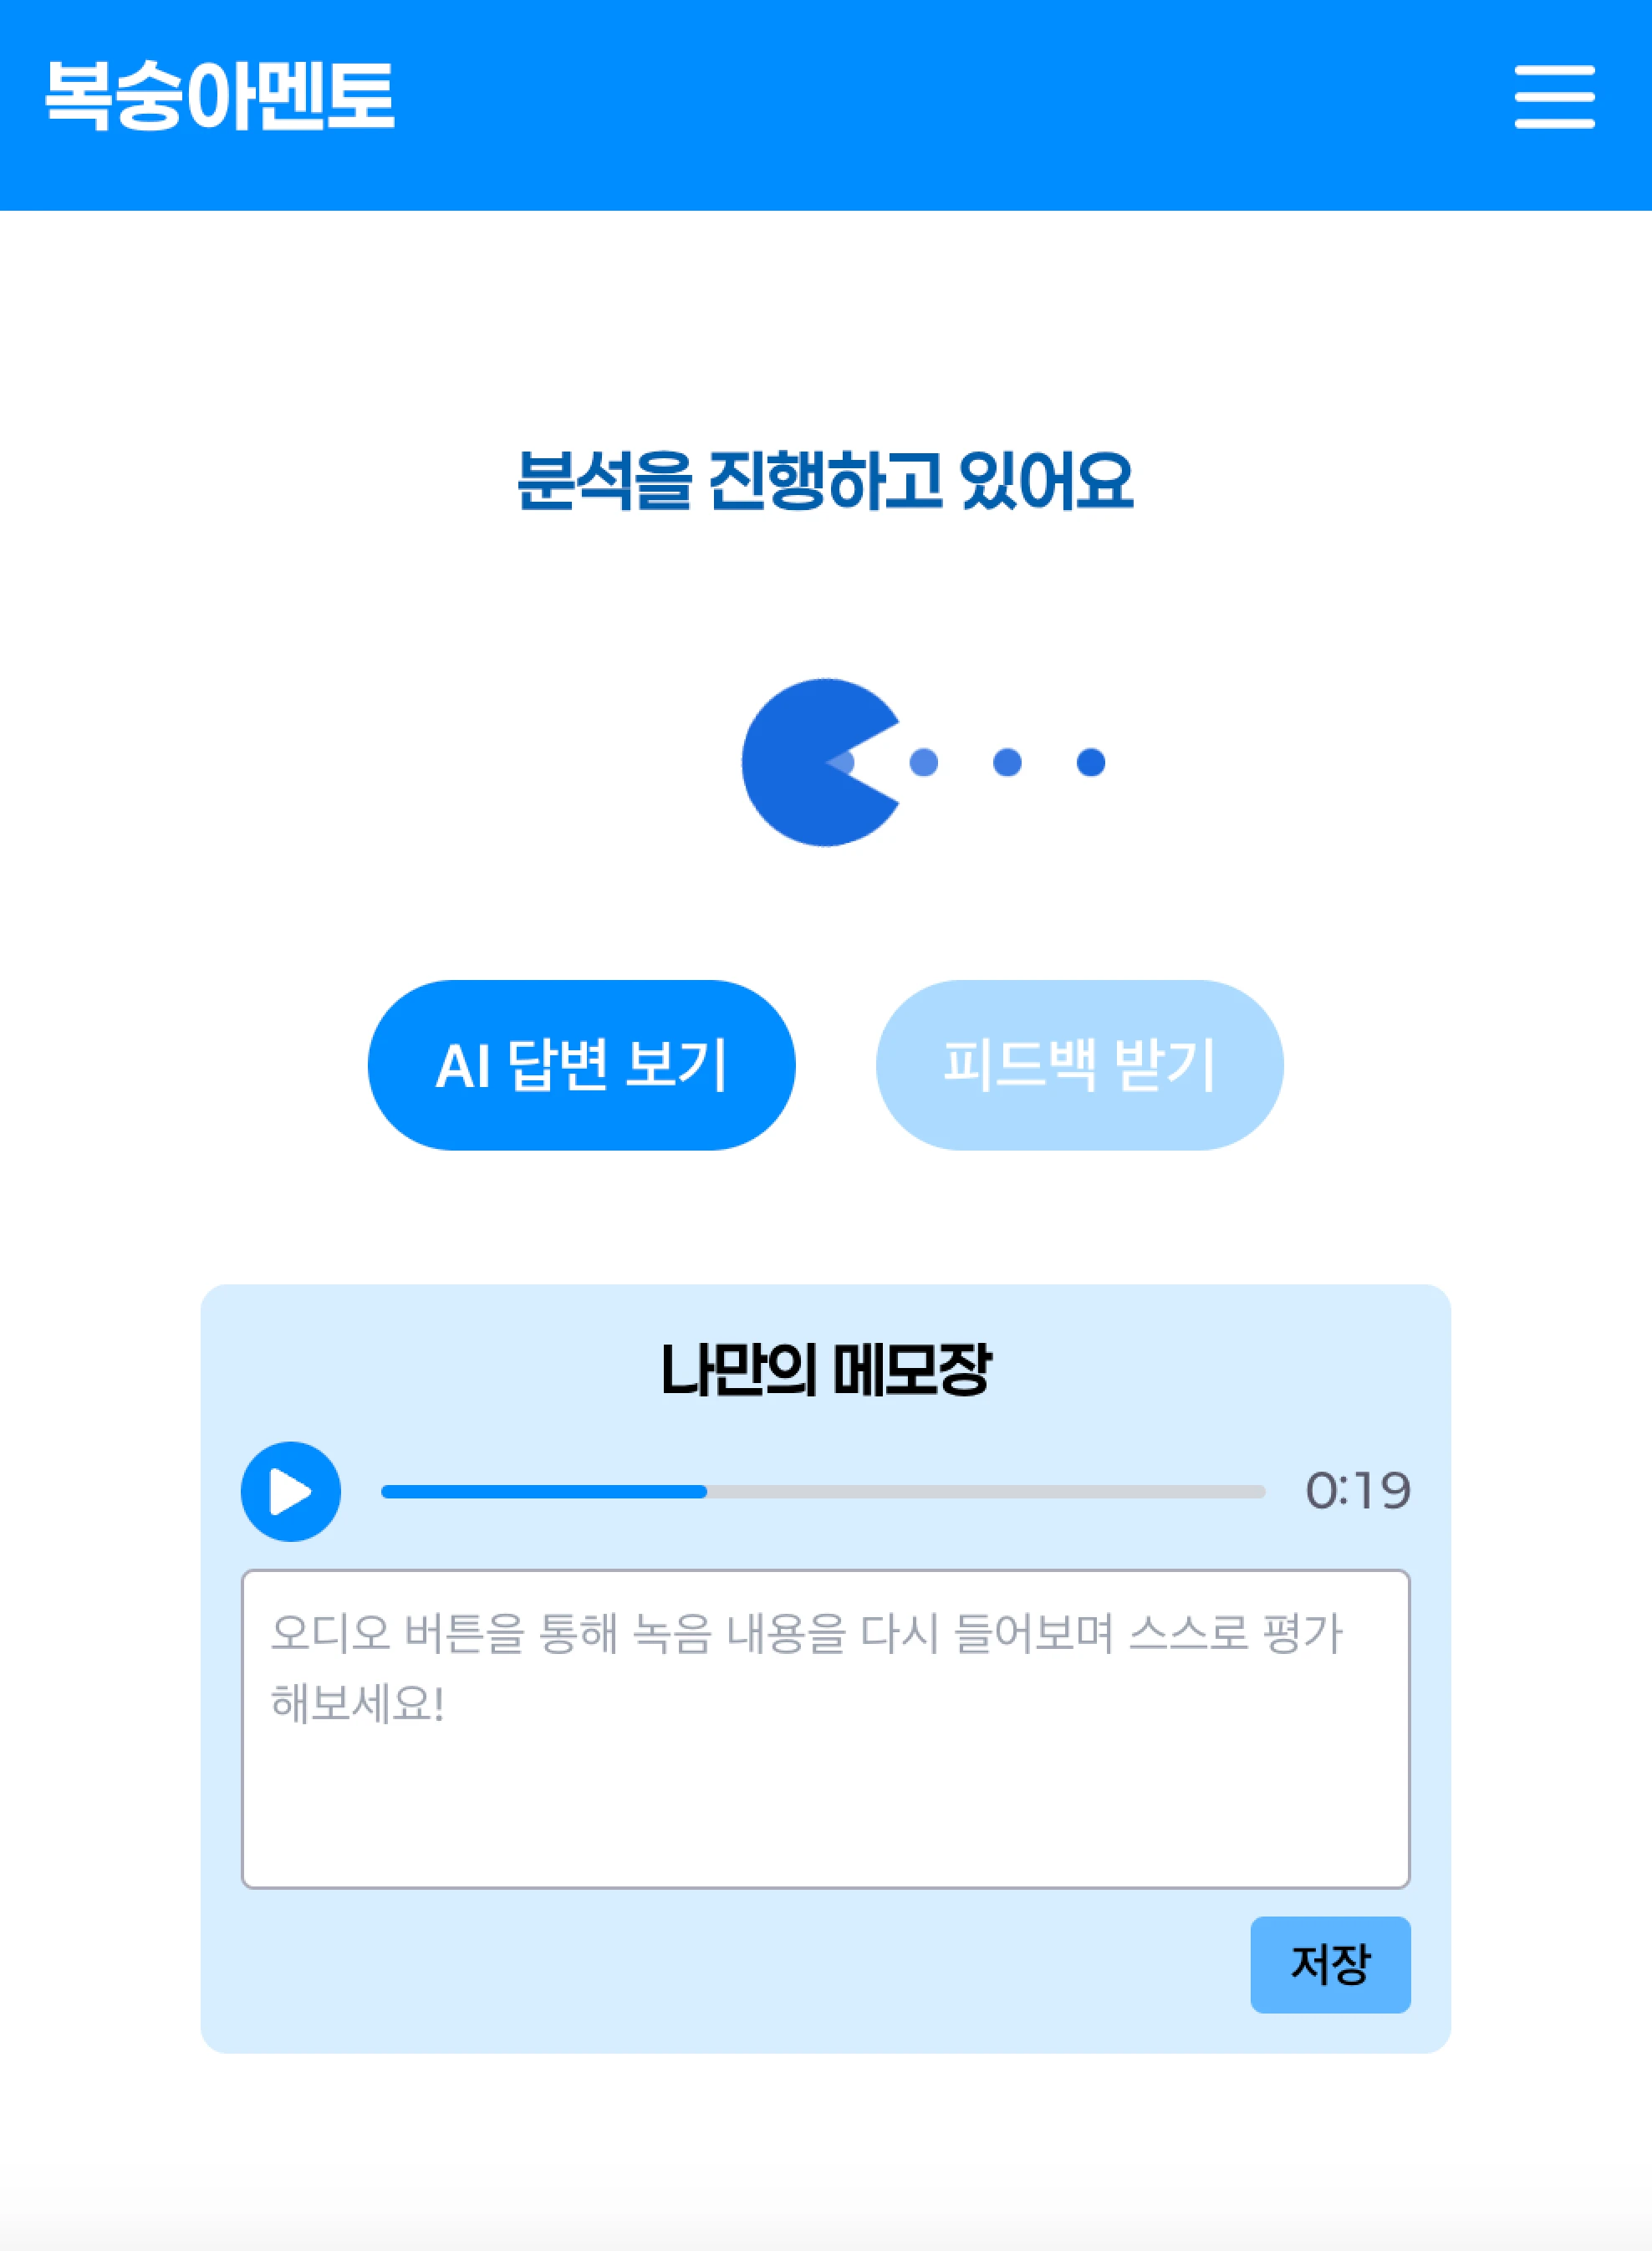 복숭아멘토
분석을 진행하고 있어요
AI 답변 보기
피드백 받기
나만의 메모장
0:19
오디오 버튼을 통해 녹음 내용을 다시 들어보며 스스로 평가
해보세요!
저장